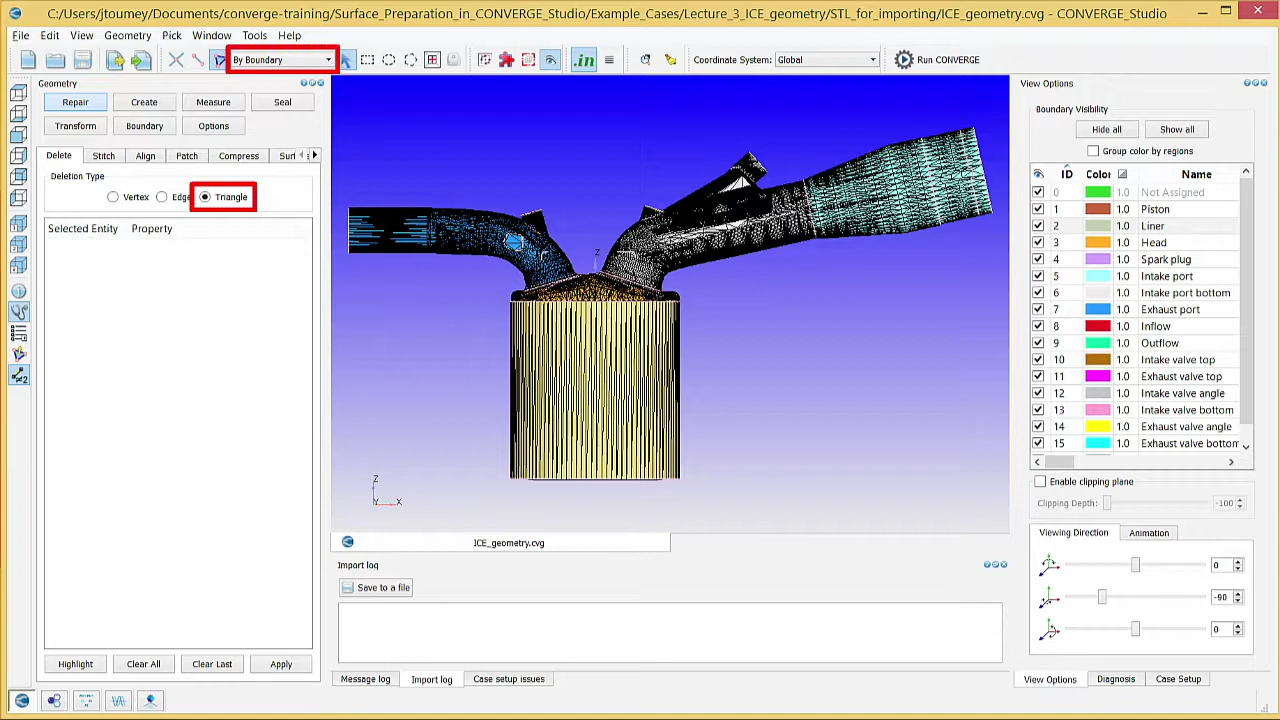 C:/Users/jtoumey/Documents/converge-training/Surface_Preparation_in_CONVERGE_Studio/Example_Cases/Lecture_3_ICE_geometry/STL_for_importing/ICE_geometry.cvg - CONVERGE_Studio
File Edit View Geometry Pick Window Tools Help
By Boundary .in Coordinate System: Global Run CONVERGE
Geometry
Repair Create Measure Seal
Transform Boundary Options
Delete Stitch Align Patch Compress
Deletion Type
Vertex Edge Triangle
Selected Entity Property
Z
Z
Y X
Highlight Clear All Clear Last Apply
ICE_geometry.cvg
Import log
Save to a file
Message log Import log Case setup issues
View Options
Boundary Visibility
Hide all Show all
Group color by regions
ID Color Name
0 1.0 Not Assigned
1 1.0 Piston
2 1.0 Liner
3 1.0 Head
4 1.0 Spark plug
5 1.0 Intake port
6 1.0 Intake port bottom
7 1.0 Exhaust port
8 1.0 Inflow
9 1.0 Outflow
10 1.0 Intake valve top
11 1.0 Exhaust valve top
12 1.0 Intake valve angle
13 1.0 Intake valve bottom
14 1.0 Exhaust valve angle
15 1.0 Exhaust valve bottom
Enable clipping plane
Clipping Depth: -100
Viewing Direction Animation
0
-90
0
View Options Diagnosis Case Setup